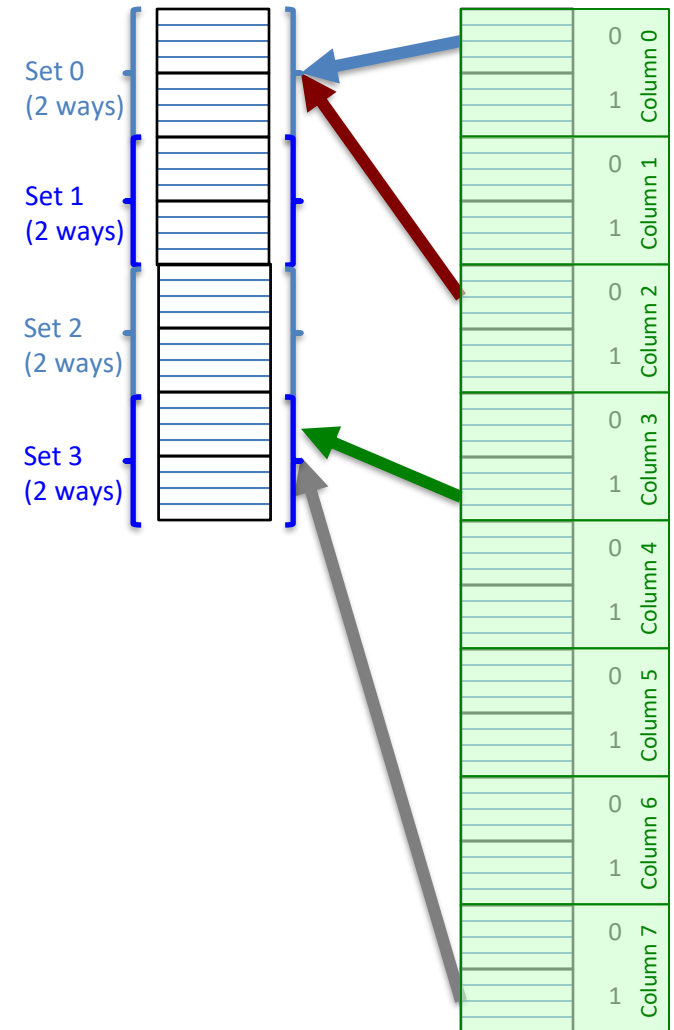 Set 0
(2 ways)
Set 1
(2 ways)
Set 2
(2 ways)
Set 3
(2 ways)
0
1
Column 0
0
1
Column 1
0
1
Column 2
0
1
Column 3
0
1
Column 4
0
1
Column 5
0
1
Column 6
0
1
Column 7